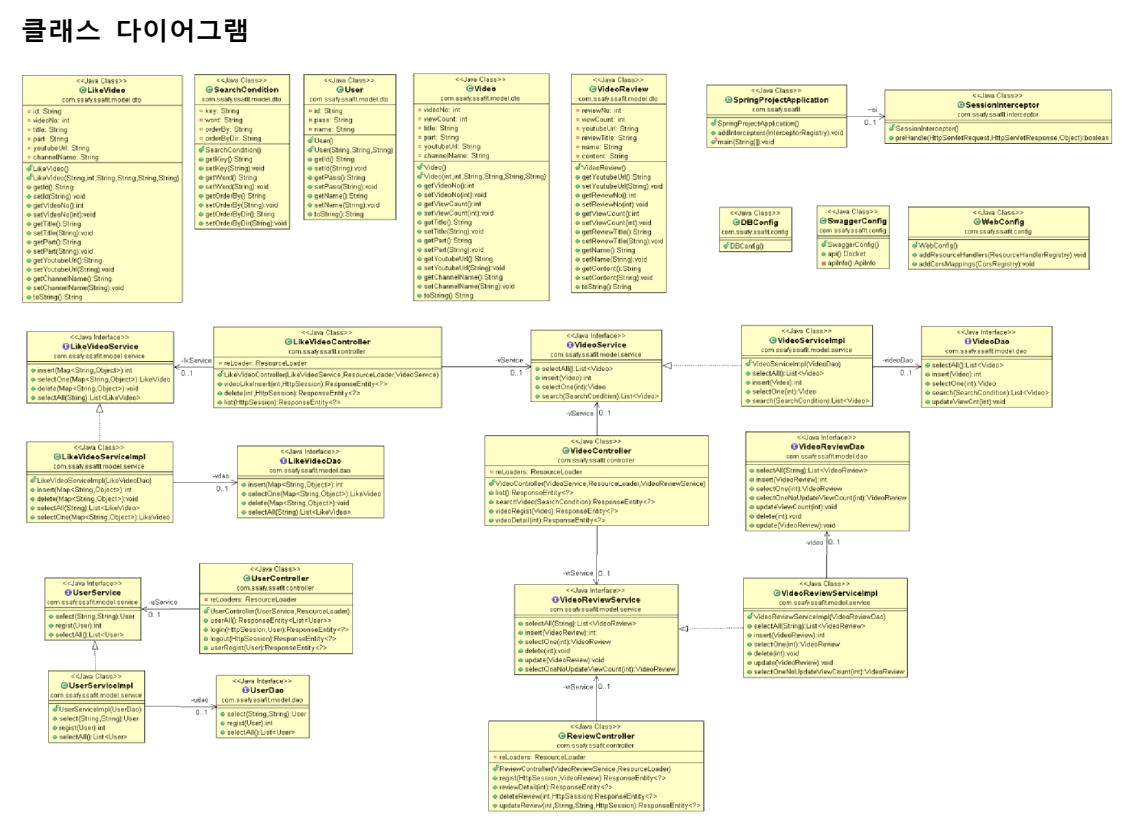 클래스 다이어그램
<<Java Class>>
LikeVideo
com.ssafy.ssafit.model.dto
id: String
videoNo: int
title: String
part: String
youtubeUrl: String
channelName: String
LikeVideo()
LikeVideo(String,int,String,String,String,String)
getId():String
setId(String):void
getVideoNo():int
setVideoNo(int):void
getTitle():String
setTitle(String):void
getPart():String
setPart(String):void
getYoutubeUrl():String
setYoutubeUrl(String):void
getChannelName():String
setChannelName(String):void
toString():String
<<Java Class>>
SearchCondition
com.ssafy.ssafit.model.dto
key: String
word: String
orderBy: String
orderByDir: String
SearchCondition()
getKey():String
setKey(String):void
getWord():String
setWord(String):void
getOrderBy():String
setOrderBy(String):void
getOrderByDir():String
setOrderByDir(String):void
<<Java Class>>
User
com.ssafy.ssafit.model.dto
id: String
pass: String
name: String
User()
User(String,String,String)
getId():String
setId(String):void
getPass():String
setPass(String):void
getName():String
setName(String):void
toString():String
<<Java Class>>
Video
com.ssafy.ssafit.model.dto
videoNo: int
viewCount: int
title: String
part: String
youtubeUrl: String
channelName: String
Video()
Video(int,int,String,String,String,String)
getVideoNo():int
setVideoNo(int):void
getViewCount():int
setViewCount(int):void
getTitle():String
setTitle(String):void
getPart():String
setPart(String):void
getYoutubeUrl():String
setYoutubeUrl(String):void
getChannelName():String
setChannelName(String):void
toString():String
<<Java Class>>
VideoReview
com.ssafy.ssafit.model.dto
reviewNo: int
viewCount: int
youtubeUrl: String
reviewTitle: String
name: String
content: String
VideoReview()
getYoutubeUrl():String
setYoutubeUrl(String):void
getReviewNo():int
setReviewNo(int):void
getViewCount():int
setViewCount(int):void
getReviewTitle():String
setReviewTitle(String):void
getName():String
setName(String):void
getContent():String
setContent(String):void
toString():String
<<Java Class>>
SpringProjectApplication
com.ssafy.ssafit
SpringProjectApplication()
addInterceptors(InterceptorRegistry):void
main(String[]):void
-si
0..1
<<Java Class>>
SessionInterceptor
com.ssafy.ssafit.interceptor
SessionInterceptor()
preHandle(HttpServletRequest,HttpServletResponse,Object):boolean
<<Java Class>>
DBConfig
com.ssafy.ssafit.config
DBConfig()
<<Java Class>>
SwaggerConfig
com.ssafy.ssafit.config
SwaggerConfig()
api():Docket
apiInfo():ApiInfo
<<Java Class>>
WebConfig
com.ssafy.ssafit.config
WebConfig()
addResourceHandlers(ResourceHandlerRegistry):void
addCorsMappings(CorsRegistry):void
<<Java Interface>>
LikeVideoService
com.ssafy.ssafit.model.service
insert(Map<String,Object>):int
selectOne(Map<String,Object>):LikeVideo
delete(Map<String,Object>):void
selectAll(String):List<LikeVideo>
-lvService
0..1
<<Java Class>>
LikeVideoController
com.ssafy.ssafit.controller
reLoader: ResourceLoader
LikeVideoController(LikeVideoService,ResourceLoader,VideoService)
videoLikeInsert(int,HttpSession):ResponseEntity<?>
delete(int,HttpSession):ResponseEntity<?>
list(HttpSession):ResponseEntity<?>
-vService
0..1
<<Java Interface>>
VideoService
com.ssafy.ssafit.model.service
selectAll():List<Video>
insert(Video):int
selectOne(int):Video
search(SearchCondition):List<Video>
<<Java Class>>
VideoServiceImpl
com.ssafy.ssafit.model.service
VideoServiceImpl(VideoDao)
selectAll():List<Video>
insert(Video):int
selectOne(int):Video
search(SearchCondition):List<Video>
-videoDao
0..1
<<Java Interface>>
VideoDao
com.ssafy.ssafit.model.dao
selectAll():List<Video>
insert(Video):int
selectOne(int):Video
search(SearchCondition):List<Video>
updateViewCnt(int):void
-vService 0..1
<<Java Class>>
LikeVideoServiceImpl
com.ssafy.ssafit.model.service
LikeVideoServiceImpl(LikeVideoDao)
insert(Map<String,Object>):int
delete(Map<String,Object>):void
selectAll(String):List<LikeVideo>
selectOne(Map<String,Object>):LikeVideo
-vdao
0..1
<<Java Interface>>
LikeVideoDao
com.ssafy.ssafit.model.dao
insert(Map<String,Object>):int
selectOne(Map<String,Object>):LikeVideo
delete(Map<String,Object>):void
selectAll(String):List<LikeVideo>
<<Java Class>>
VideoController
com.ssafy.ssafit.controller
reLoaders: ResourceLoader
VideoController(VideoService,ResourceLoader,VideoReviewService)
list():ResponseEntity<?>
searchVideo(SearchCondition):ResponseEntity<?>
videoRegist(Video):ResponseEntity<?>
videoDetail(int):ResponseEntity<?>
<<Java Interface>>
VideoReviewDao
com.ssafy.ssafit.model.dao
selectAll(String):List<VideoReview>
insert(VideoReview):int
selectOne(int):VideoReview
selectOneNoUpdateViewCount(int):VideoReview
updateViewCount(int):void
delete(int):void
update(VideoReview):void
-video 0..1
-vrService 0..1
<<Java Interface>>
UserService
com.ssafy.ssafit.model.service
select(String,String):User
regist(User):int
selectAll():List<User>
-uService
0..1
<<Java Class>>
UserController
com.ssafy.ssafit.controller
reLoaders: ResourceLoader
UserController(UserService,ResourceLoader)
userAll():ResponseEntity<List<User>>
login(HttpSession,User):ResponseEntity<?>
logout(HttpSession):ResponseEntity<?>
userRegist(User):ResponseEntity<?>
<<Java Interface>>
VideoReviewService
com.ssafy.ssafit.model.service
selectAll(String):List<VideoReview>
insert(VideoReview):int
selectOne(int):VideoReview
delete(int):void
update(VideoReview):void
selectOneNoUpdateViewCount(int):VideoReview
<<Java Class>>
VideoReviewServiceImpl
com.ssafy.ssafit.model.service
VideoReviewServiceImpl(VideoReviewDao)
selectAll(String):List<VideoReview>
insert(VideoReview):int
selectOne(int):VideoReview
delete(int):void
update(VideoReview):void
selectOneNoUpdateViewCount(int):VideoReview
<<Java Class>>
UserServiceImpl
com.ssafy.ssafit.model.service
UserServiceImpl(UserDao)
select(String,String):User
regist(User):int
selectAll():List<User>
-udao
0..1
<<Java Interface>>
UserDao
com.ssafy.ssafit.model.dao
select(String,String):User
regist(User):int
selectAll():List<User>
-vrService 0..1
<<Java Class>>
ReviewController
com.ssafy.ssafit.controller
reLoaders: ResourceLoader
ReviewController(VideoReviewService,ResourceLoader)
regist(HttpSession,VideoReview):ResponseEntity<?>
reviewDetail(int):ResponseEntity<?>
deleteReview(int,HttpSession):ResponseEntity<?>
updateReview(int,String,String,HttpSession):ResponseEntity<?>